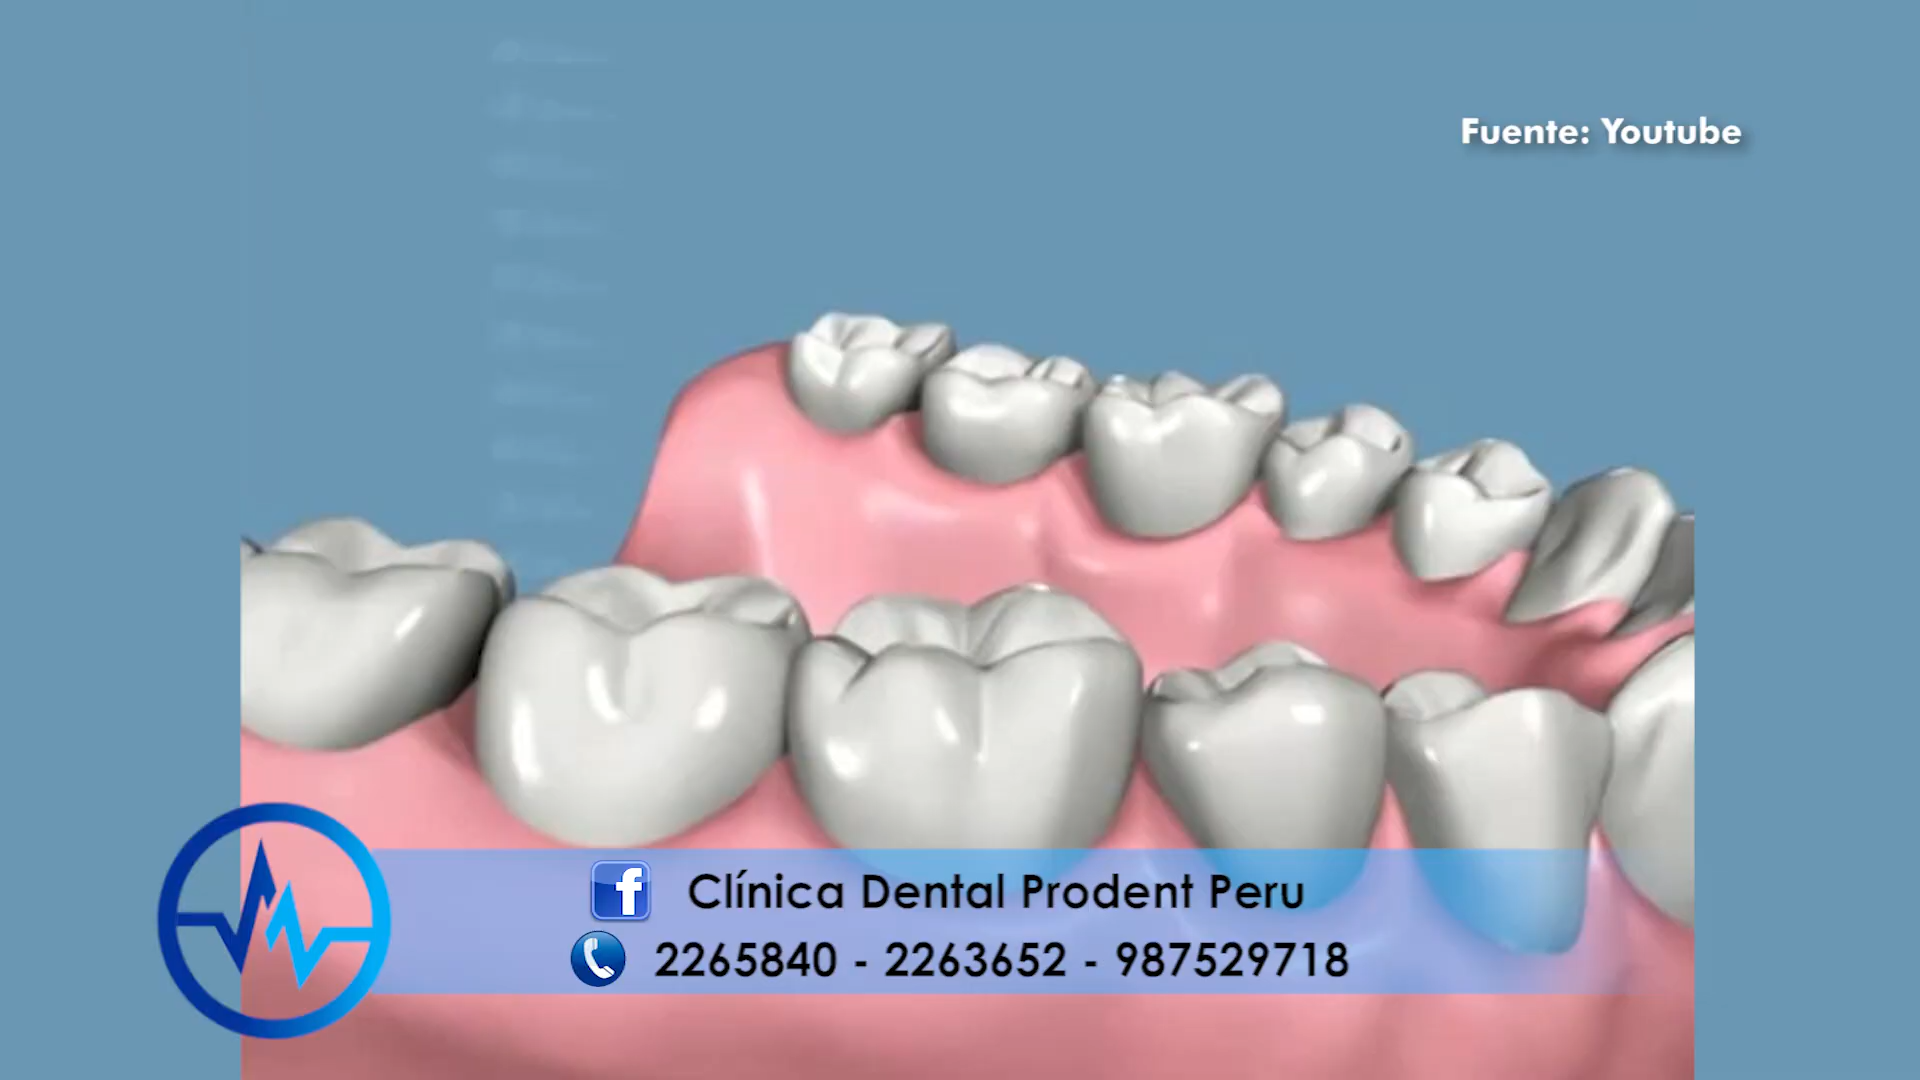 Fuente: Youtube
Clínica Dental Prodent Peru
2265840 - 2263652 - 987529718